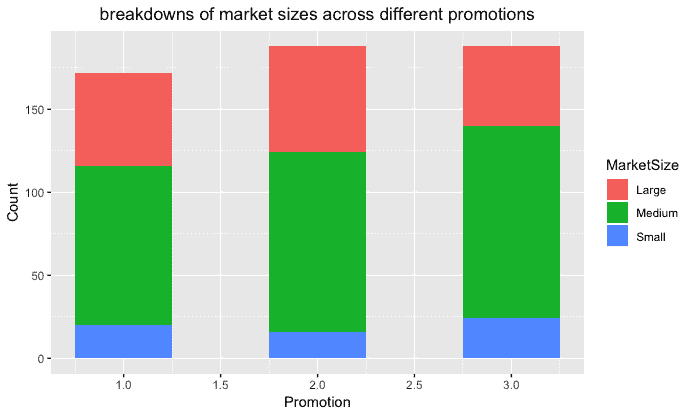 breakdowns of market sizes across different promotions
150
100
50
0
Count
1.0 1.5 2.0 2.5 3.0
Promotion
MarketSize
Large
Medium
Small